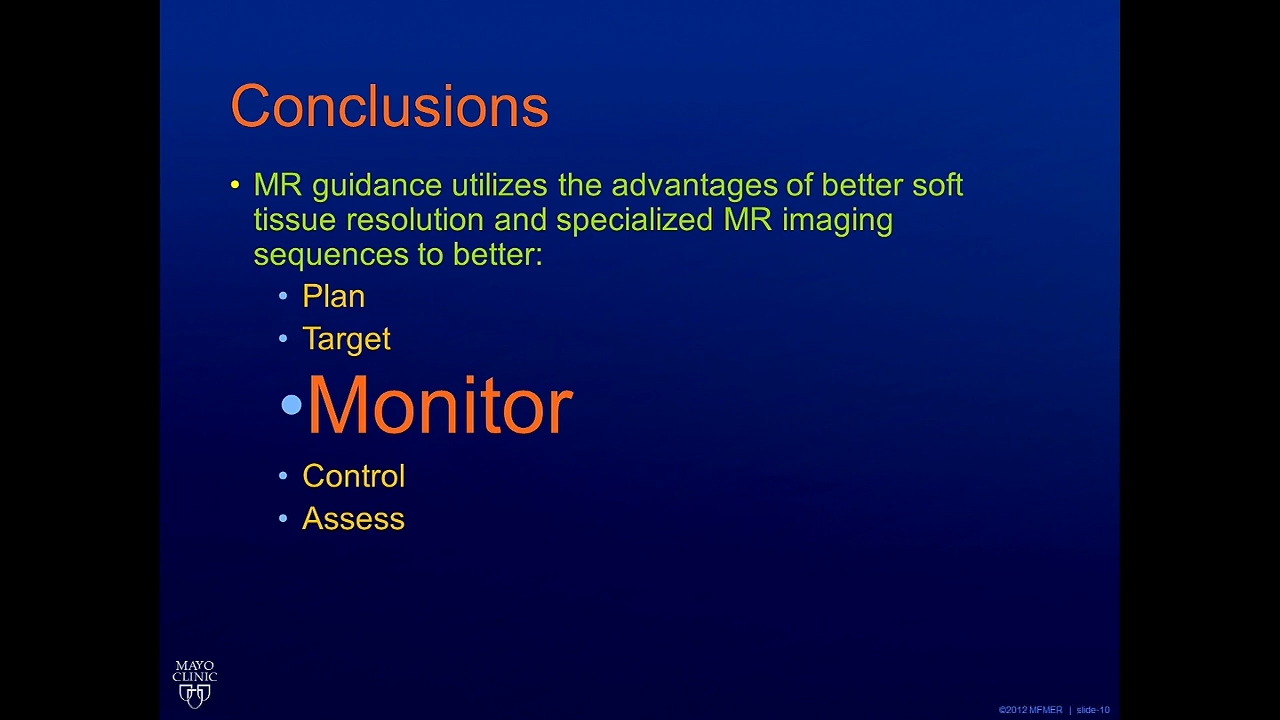 Conclusions
• MR guidance utilizes the advantages of better soft
tissue resolution and specialized MR imaging
sequences to better:
• Plan
• Target
•Monitor
• Control
• Assess
MAYO
CLINIC
©2012 MFMER | slide-10